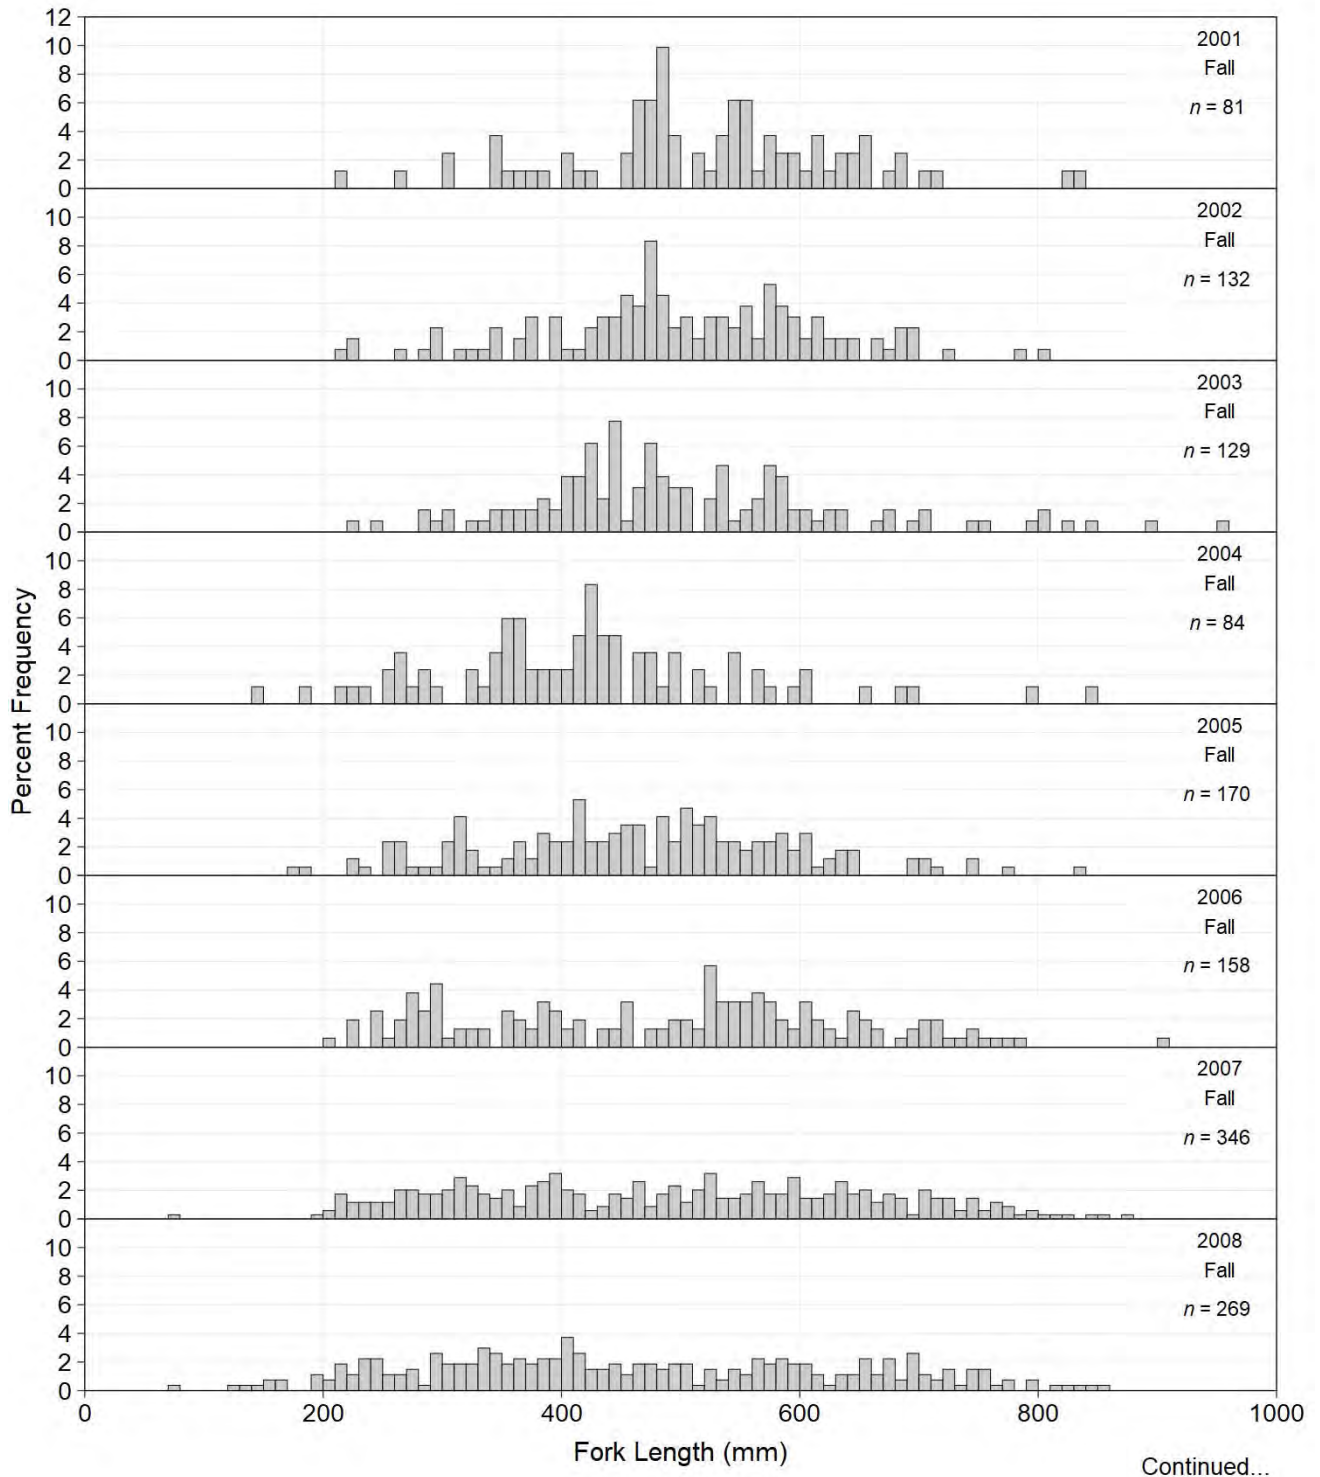 Percent Frequency
12
10
8
6
4
2
0
2001
Fall
n = 81
10
8
6
4
2
0
2002
Fall
n = 132
10
8
6
4
2
0
2003
Fall
n = 129
10
8
6
4
2
0
2004
Fall
n = 84
10
8
6
4
2
0
2005
Fall
n = 170
10
8
6
4
2
0
2006
Fall
n = 158
10
8
6
4
2
0
2007
Fall
n = 346
10
8
6
4
2
0
2008
Fall
n = 269
0 200 400 600 800 1000
Fork Length (mm)
Continued...